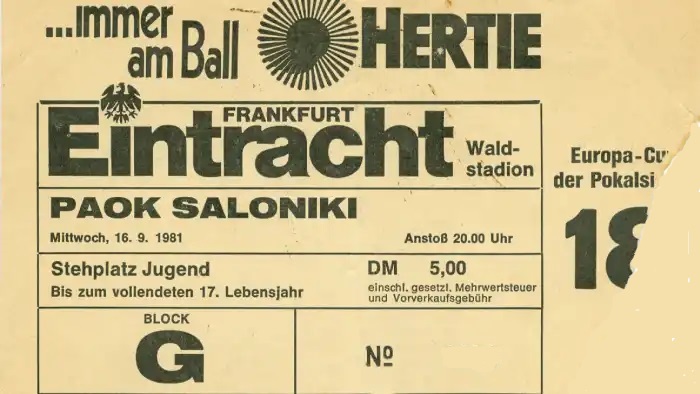 ...immer
am Ball
HERTIE
FRANKFURT
Eintracht
Wald-
stadion
PAOK SALONIKI
Mittwoch, 16. 9. 1981
Anstoß 20.00 Uhr
Stehplatz Jugend
Bis zum vollendeten 17. Lebensjahr
DM 5,00
einschl. gesetzl. Mehrwertsteuer
und Vorverkaufsgebühr
BLOCK
G
Nº
Europa-Cu
der Pokalsi
18